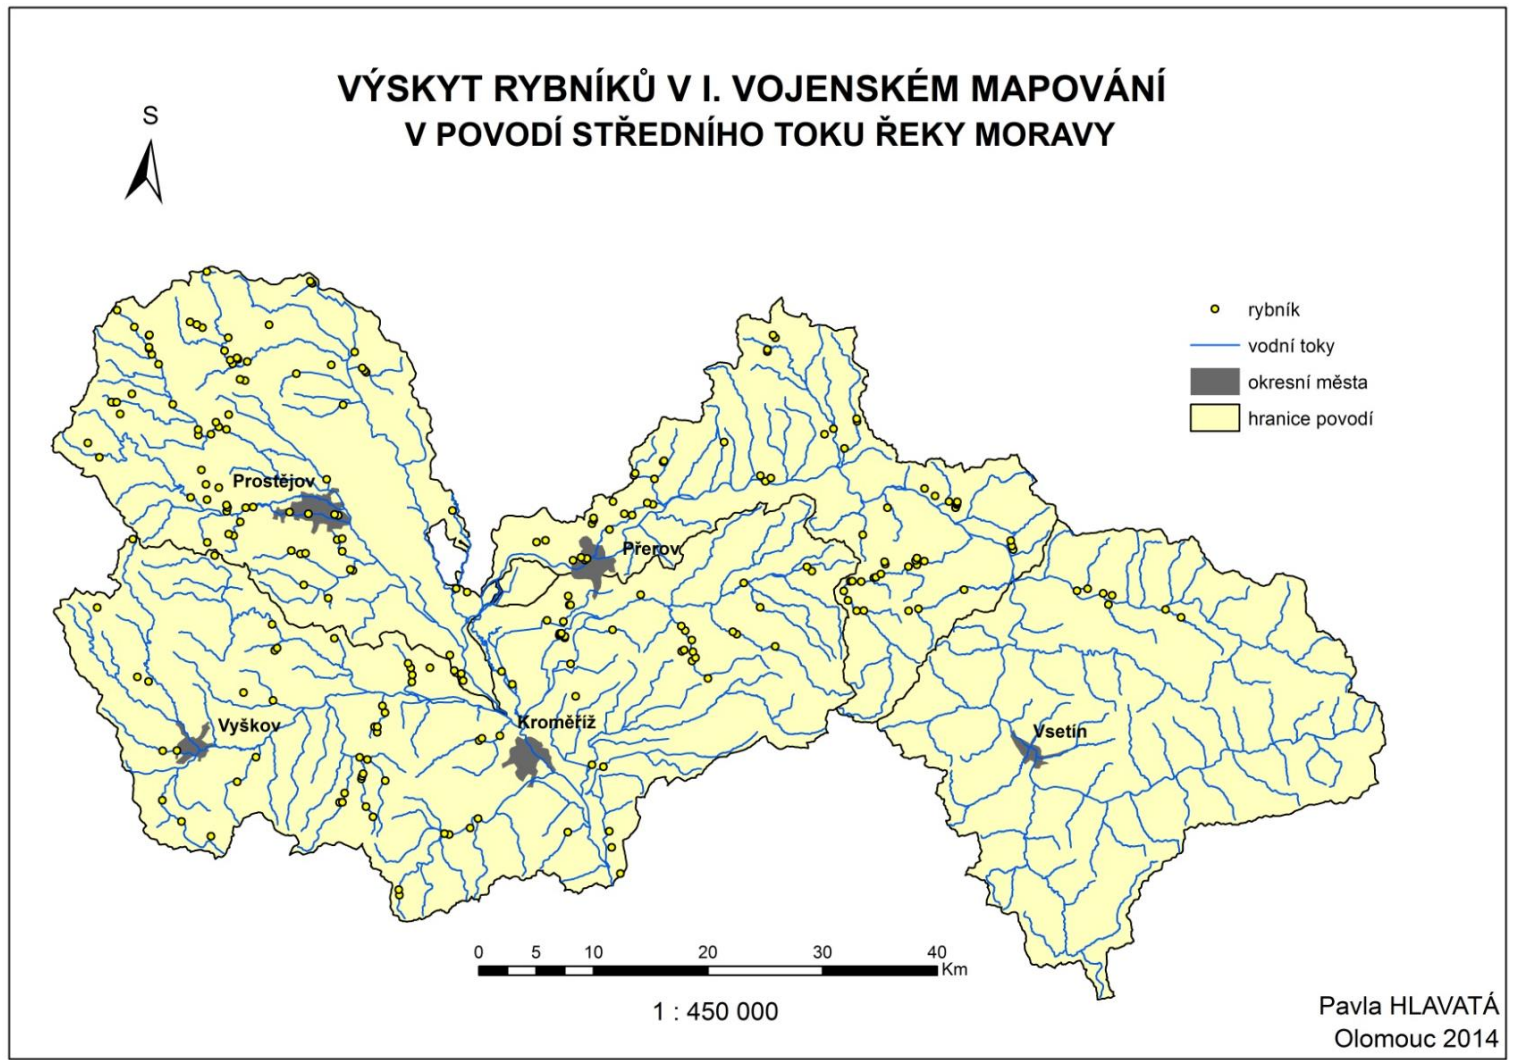 VÝSKYT RYBNÍKŮ V I. VOJENSKÉM MAPOVÁNÍ
V POVODÍ STŘEDNÍHO TOKU ŘEKY MORAVY
S
rybník
vodní toky
okresní města
hranice povodí
Prostějov
Přerov
Vyškov
Kroměříž
Vsetín
0 5 10 20 30 40
Km
1 : 450 000
Pavla HLAVATÁ
Olomouc 2014